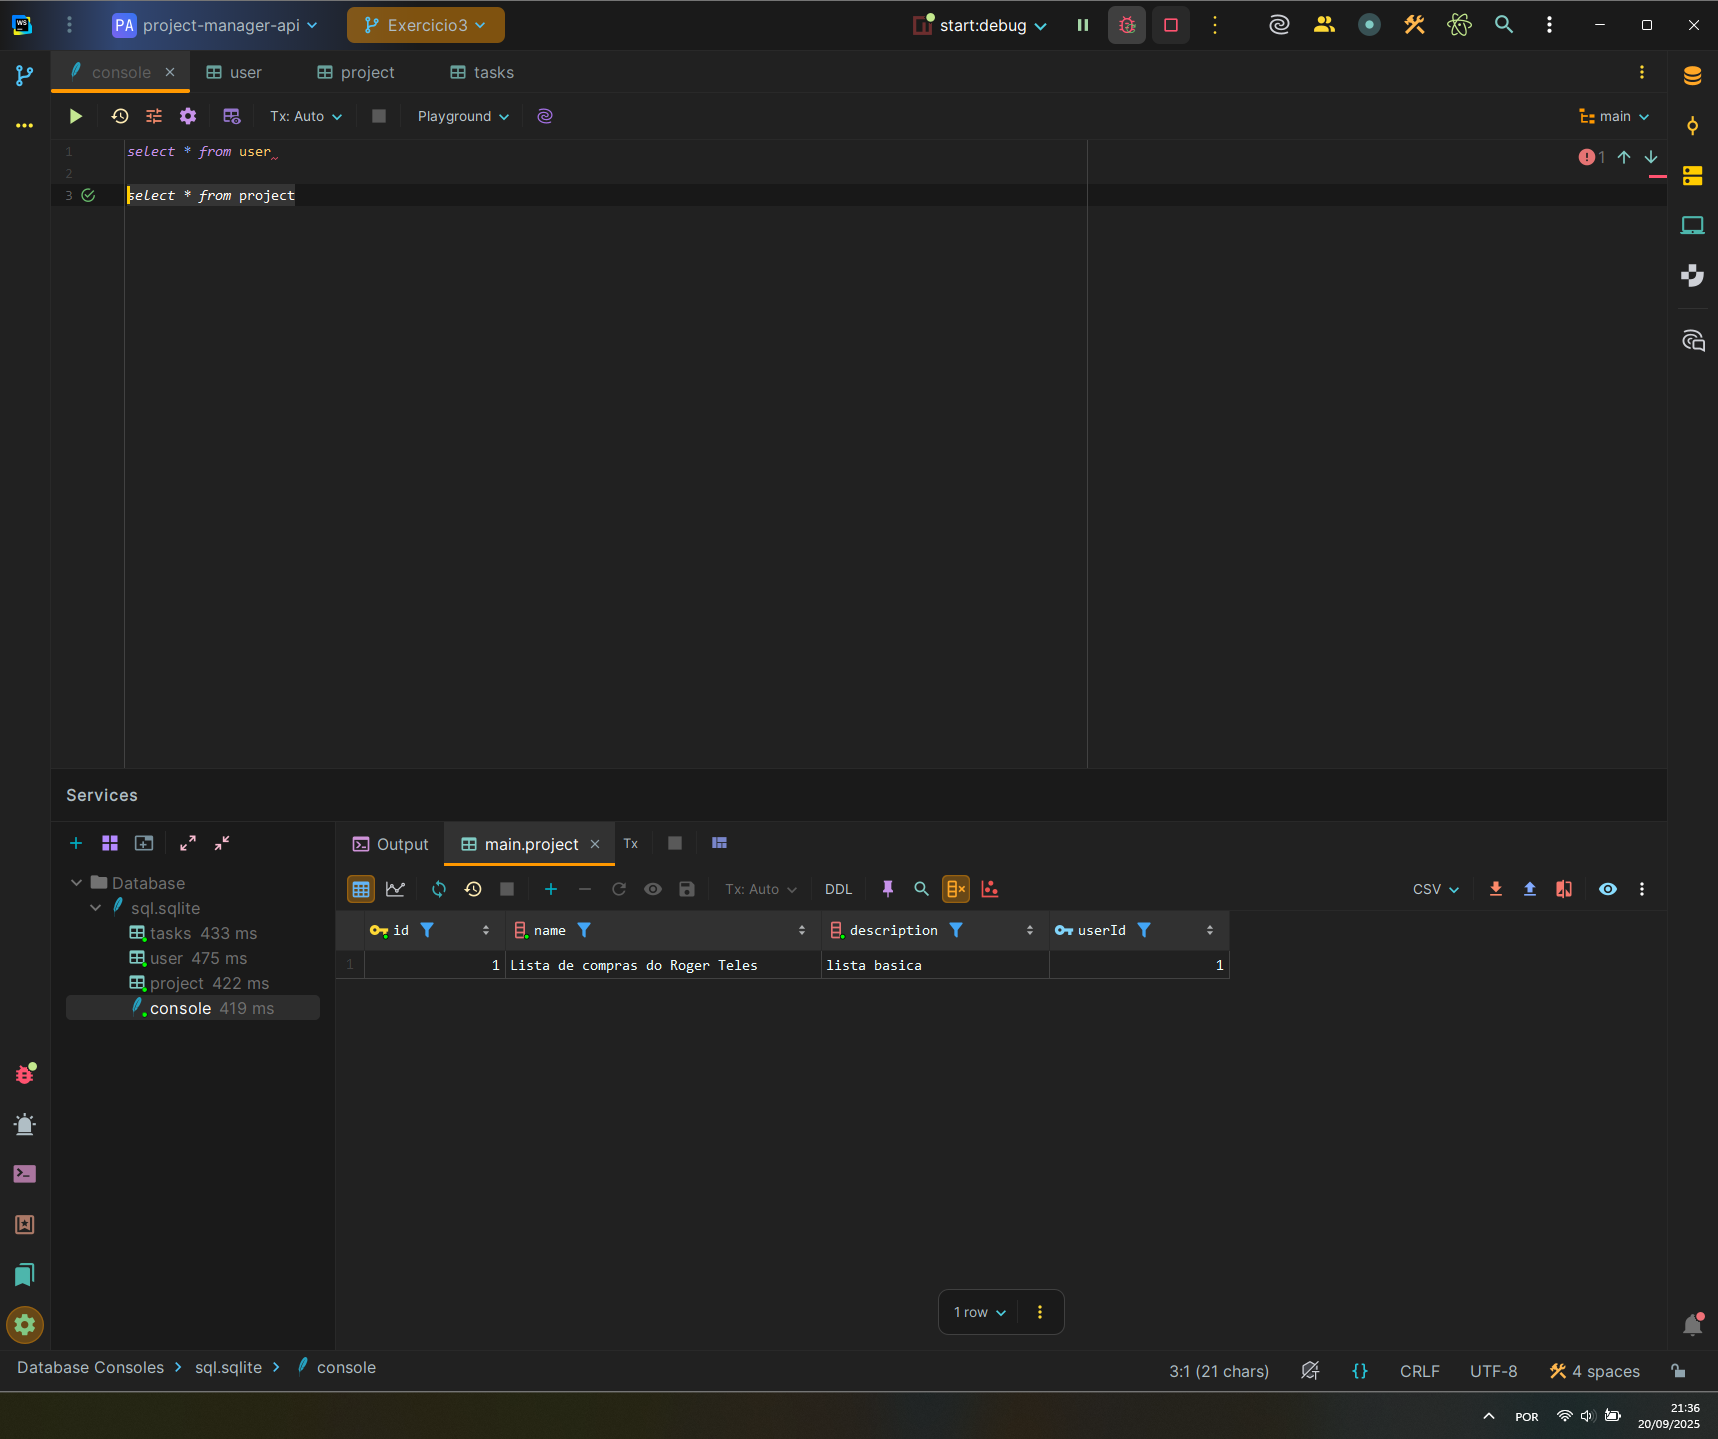 WS
PA project-manager-api
Exercicio3
start:debug
console
user
project
tasks
Tx: Auto
Playground
main
1 select * from user
1
2
3 select * from project
Services
Output
main.project
Tx
Database
sql.sqlite
tasks 433 ms
user 475 ms
project 422 ms
console 419 ms
Tx: Auto
DDL
CSV
id name description userId
1 1 Lista de compras do Roger Teles lista basica 1
1 row
Database Consoles > sql.sqlite > console
3:1 (21 chars)
{}
CRLF
UTF-8
4 spaces
POR
21:36
20/09/2025